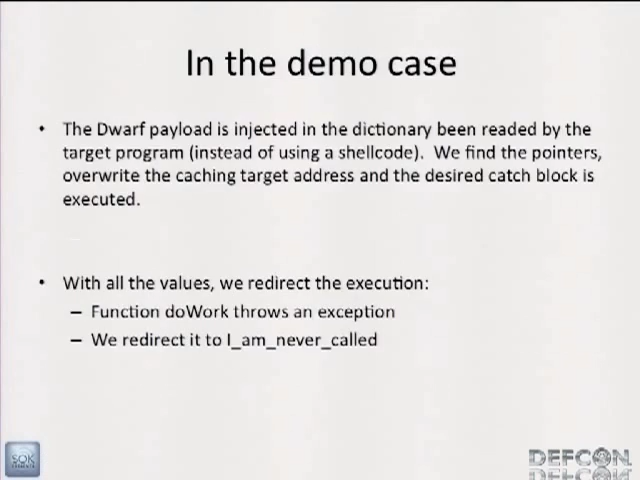 In the demo case
• The Dwarf payload is injected in the dictionary been readed by the
target program (instead of using a shellcode). We find the pointers,
overwrite the caching target address and the desired catch block is
executed.
• With all the values, we redirect the execution:
– Function doWork throws an exception
– We redirect it to I_am_never_called
SOK
DEFCON